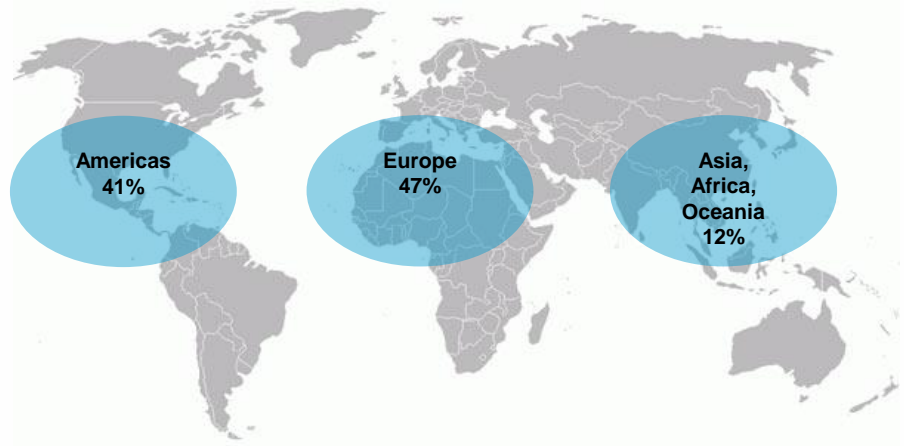 Americas
41%
Europe
47%
Asia,
Africa,
Oceania
12%